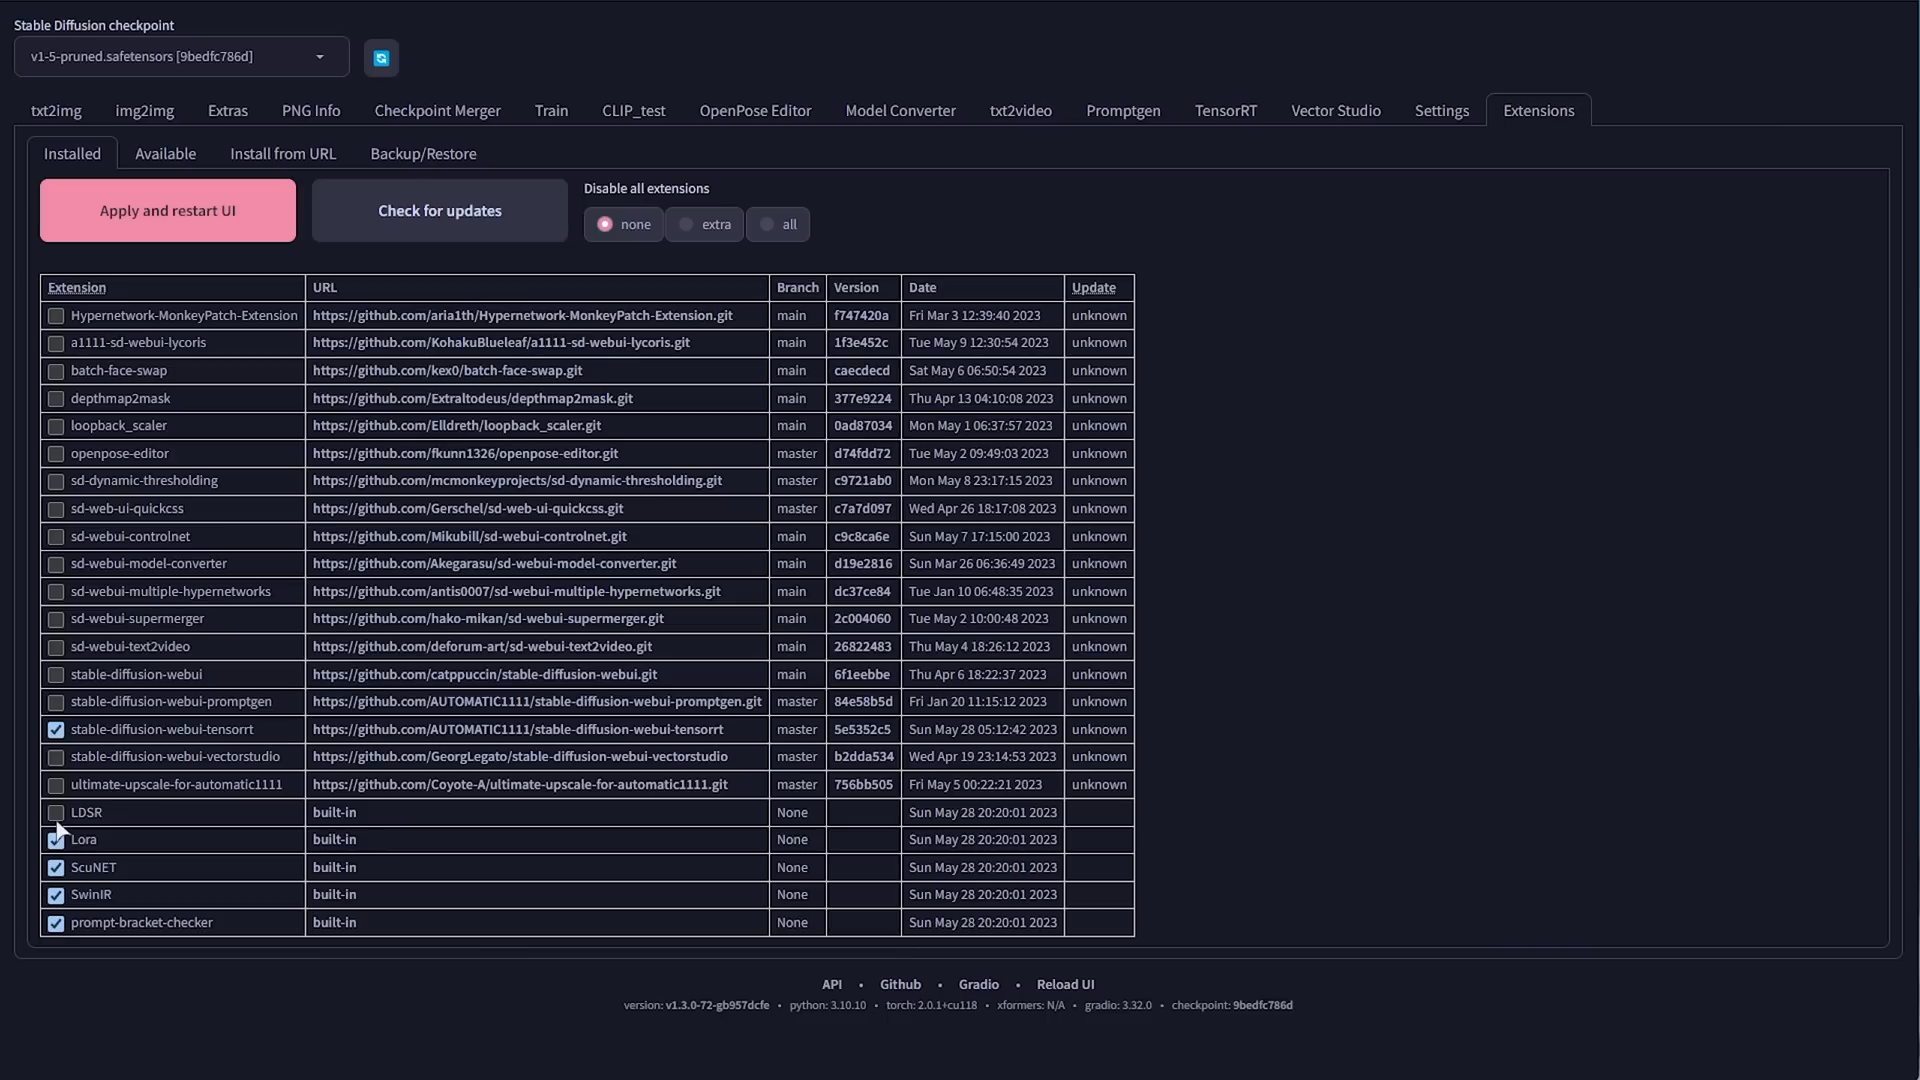 Stable Diffusion checkpoint
v1-5-pruned.safetensors [9bedfc786d]
txt2img img2img Extras PNG Info Checkpoint Merger Train CLIP_test OpenPose Editor Model Converter txt2video Promptgen TensorRT Vector Studio Settings Extensions
Installed Available Install from URL Backup/Restore
Apply and restart UI Check for updates
Disable all extensions
none extra all
Extension URL Branch Version Date Update
Hypernetwork-MonkeyPatch-Extension https://github.com/aria1th/Hypernetwork-MonkeyPatch-Extension.git main f747420a Fri Mar 3 12:39:40 2023 unknown
a1111-sd-webui-lycoris https://github.com/KohakuBlueleaf/a1111-sd-webui-lycoris.git main 1f3e452c Tue May 9 12:30:54 2023 unknown
batch-face-swap https://github.com/kex0/batch-face-swap.git main caecdecd Sat May 6 06:50:54 2023 unknown
depthmap2mask https://github.com/Extraltodeus/depthmap2mask.git main 377e9224 Thu Apr 13 04:10:08 2023 unknown
loopback_scaler https://github.com/Elldreth/loopback_scaler.git main 0ad87034 Mon May 1 06:37:57 2023 unknown
openpose-editor https://github.com/fkunn1326/openpose-editor.git master d74fdd72 Tue May 2 09:49:03 2023 unknown
sd-dynamic-thresholding https://github.com/mcmonkeyprojects/sd-dynamic-thresholding.git master c9721ab0 Mon May 8 23:17:15 2023 unknown
sd-web-ui-quickcss https://github.com/Gerschel/sd-web-ui-quickcss.git master c7a7d097 Wed Apr 26 18:17:08 2023 unknown
sd-webui-controlnet https://github.com/Mikubill/sd-webui-controlnet.git main c9c8ca6e Sun May 7 17:15:00 2023 unknown
sd-webui-model-converter https://github.com/Akegarasu/sd-webui-model-converter.git main d19e2816 Sun Mar 26 06:36:49 2023 unknown
sd-webui-multiple-hypernetworks https://github.com/antis0007/sd-webui-multiple-hypernetworks.git main dc37ce84 Tue Jan 10 06:48:35 2023 unknown
sd-webui-supermerger https://github.com/hako-mikan/sd-webui-supermerger.git main 2c004060 Tue May 2 10:00:48 2023 unknown
sd-webui-text2video https://github.com/deforum-art/sd-webui-text2video.git main 26822483 Thu May 4 18:26:12 2023 unknown
stable-diffusion-webui https://github.com/catppuccin/stable-diffusion-webui.git main 6f1eebbe Thu Apr 6 18:22:37 2023 unknown
stable-diffusion-webui-promptgen https://github.com/AUTOMATIC1111/stable-diffusion-webui-promptgen.git master 84e58b5d Fri Jan 20 11:15:12 2023 unknown
stable-diffusion-webui-tensorrt https://github.com/AUTOMATIC1111/stable-diffusion-webui-tensorrt master 5e5352c5 Sun May 28 05:12:42 2023 unknown
stable-diffusion-webui-vectorstudio https://github.com/GeorgLegato/stable-diffusion-webui-vectorstudio master b2dda534 Wed Apr 19 23:14:53 2023 unknown
ultimate-upscale-for-automatic1111 https://github.com/Coyote-A/ultimate-upscale-for-automatic1111.git master 756bb505 Fri May 5 00:22:21 2023 unknown
LDSR built-in None Sun May 28 20:20:01 2023
Lora built-in None Sun May 28 20:20:01 2023
ScuNET built-in None Sun May 28 20:20:01 2023
SwinIR built-in None Sun May 28 20:20:01 2023
prompt-bracket-checker built-in None Sun May 28 20:20:01 2023
API • Github • Gradio • Reload UI
version: v1.3.0-72-gb957dcfe • python: 3.10.10 • torch: 2.0.1+cu118 • xformers: N/A • gradio: 3.32.0 • checkpoint: 9bedfc786d